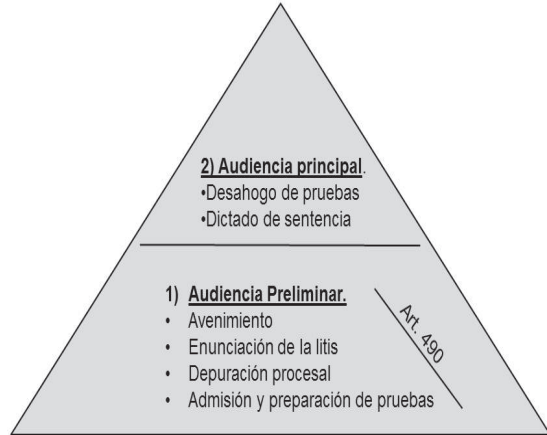 2) Audiencia principal.
•Desahogo de pruebas
•Dictado de sentencia
1) Audiencia Preliminar.
• Avenimiento
• Enunciación de la litis
• Depuración procesal
• Admisión y preparación de pruebas
Art. 490